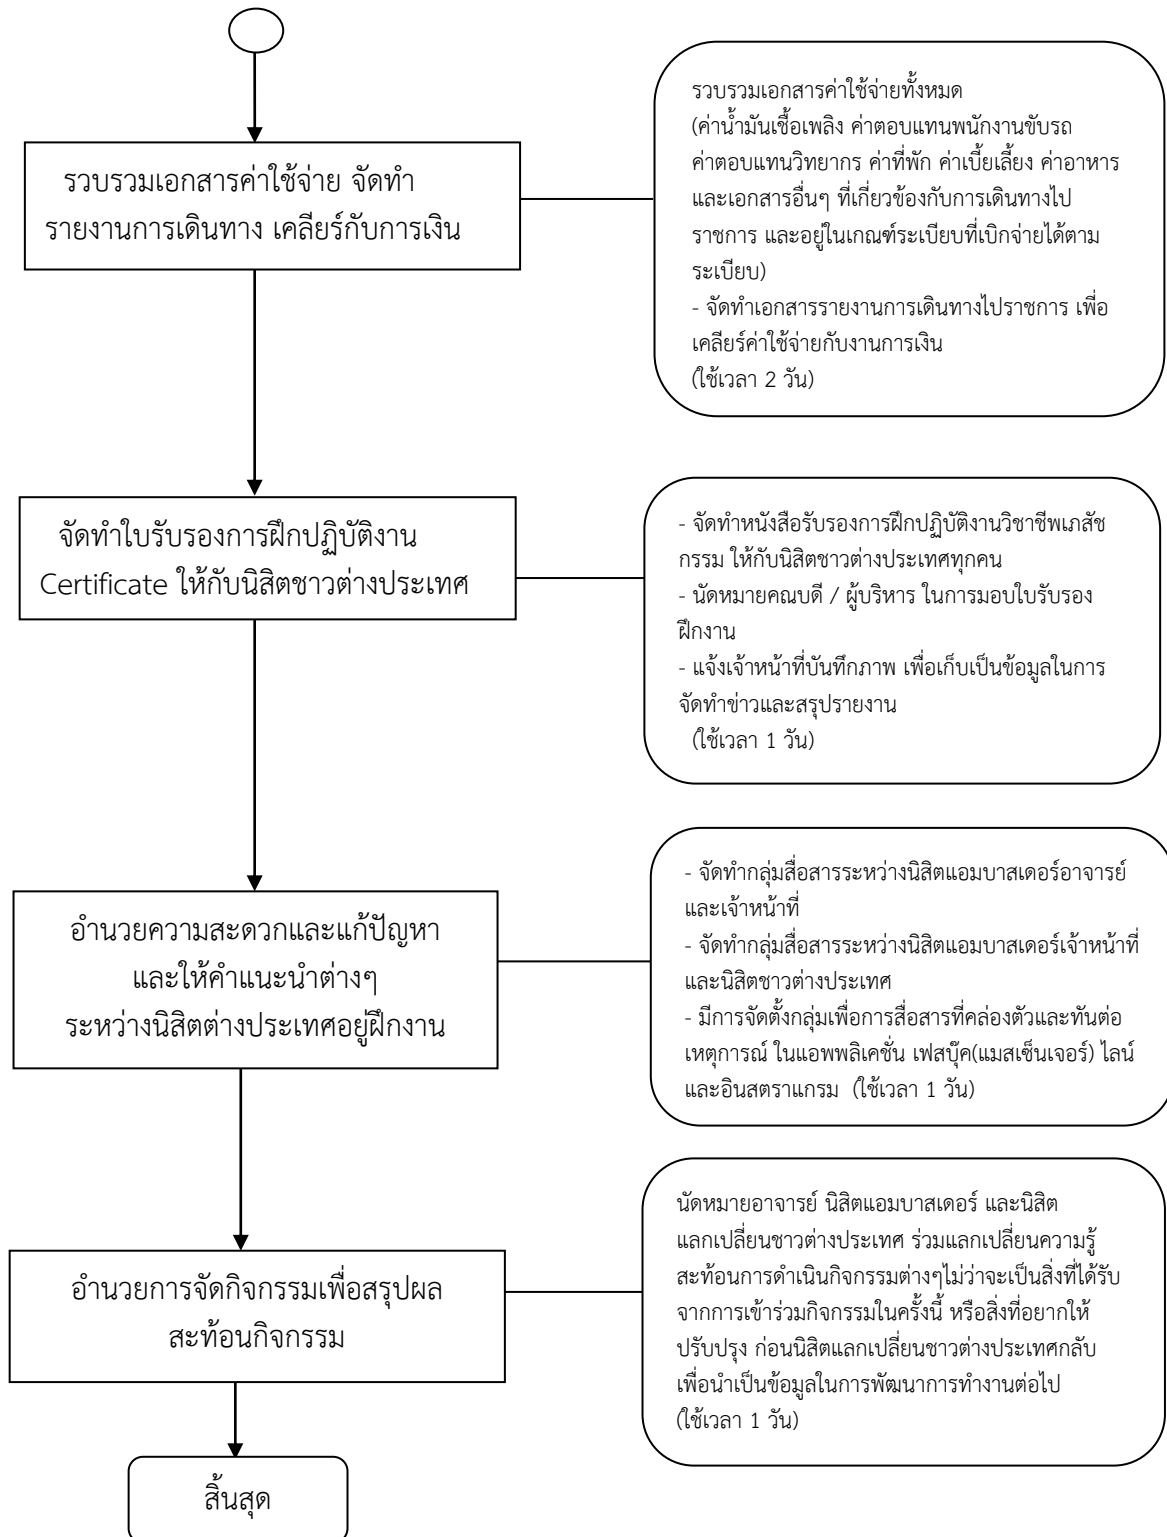 รวบรวมเอกสารค่าใช้จ่าย จัดทำ
รายงานการเดินทาง เคลียร์กับการเงิน
รวบรวมเอกสารค่าใช้จ่ายทั้งหมด
(ค่าน้ำมันเชื้อเพลิง ค่าตอบแทนพนักงานขับรถ
ค่าตอบแทนวิทยากร ค่าที่พัก ค่าเบี้ยเลี้ยง ค่าอาหาร
และเอกสารอื่นๆ ที่เกี่ยวข้องกับการเดินทางไป
ราชการ และอยู่ในเกณฑ์ระเบียบที่เบิกจ่ายได้ตาม
ระเบียบ)
- จัดทำเอกสารรายงานการเดินทางไปราชการ เพื่อ
เคลียร์ค่าใช้จ่ายกับงานการเงิน
(ใช้เวลา 2 วัน)
จัดทำใบรับรองการฝึกปฏิบัติงาน
Certificate ให้กับนิสิตชาวต่างประเทศ
- จัดทำหนังสือรับรองการฝึกปฏิบัติงานวิชาชีพเภสัช
กรรม ให้กับนิสิตชาวต่างประเทศทุกคน
- นัดหมายคณบดี / ผู้บริหาร ในการมอบใบรับรอง
ฝึกงาน
- แจ้งเจ้าหน้าที่บันทึกภาพ เพื่อเก็บเป็นข้อมูลในการ
จัดทำข่าวและสรุปรายงาน
(ใช้เวลา 1 วัน)
อำนวยความสะดวกและแก้ปัญหา
และให้คำแนะนำต่างๆ
ระหว่างนิสิตต่างประเทศอยู่ฝึกงาน
- จัดทำกลุ่มสื่อสารระหว่างนิสิตแอมบาสเดอร์อาจารย์
และเจ้าหน้าที่
- จัดทำกลุ่มสื่อสารระหว่างนิสิตแอมบาสเดอร์เจ้าหน้าที่
และนิสิตชาวต่างประเทศ
- มีการจัดตั้งกลุ่มเพื่อการสื่อสารที่คล่องตัวและทันต่อ
เหตุการณ์ ในแอพพลิเคชั่น เฟสบุ๊ค(แมสเซ็นเจอร์) ไลน์
และอินสตราแกรม (ใช้เวลา 1 วัน)
อำนวยการจัดกิจกรรมเพื่อสรุปผล
สะท้อนกิจกรรม
นัดหมายอาจารย์ นิสิตแอมบาสเดอร์ และนิสิต
แลกเปลี่ยนชาวต่างประเทศ ร่วมแลกเปลี่ยนความรู้
สะท้อนการดำเนินกิจกรรมต่างๆไม่ว่าจะเป็นสิ่งที่ได้รับ
จากการเข้าร่วมกิจกรรมในครั้งนี้ หรือสิ่งที่อยากให้
ปรับปรุง ก่อนนิสิตแลกเปลี่ยนชาวต่างประเทศกลับ
เพื่อนำเป็นข้อมูลในการพัฒนาการทำงานต่อไป
(ใช้เวลา 1 วัน)
สิ้นสุด